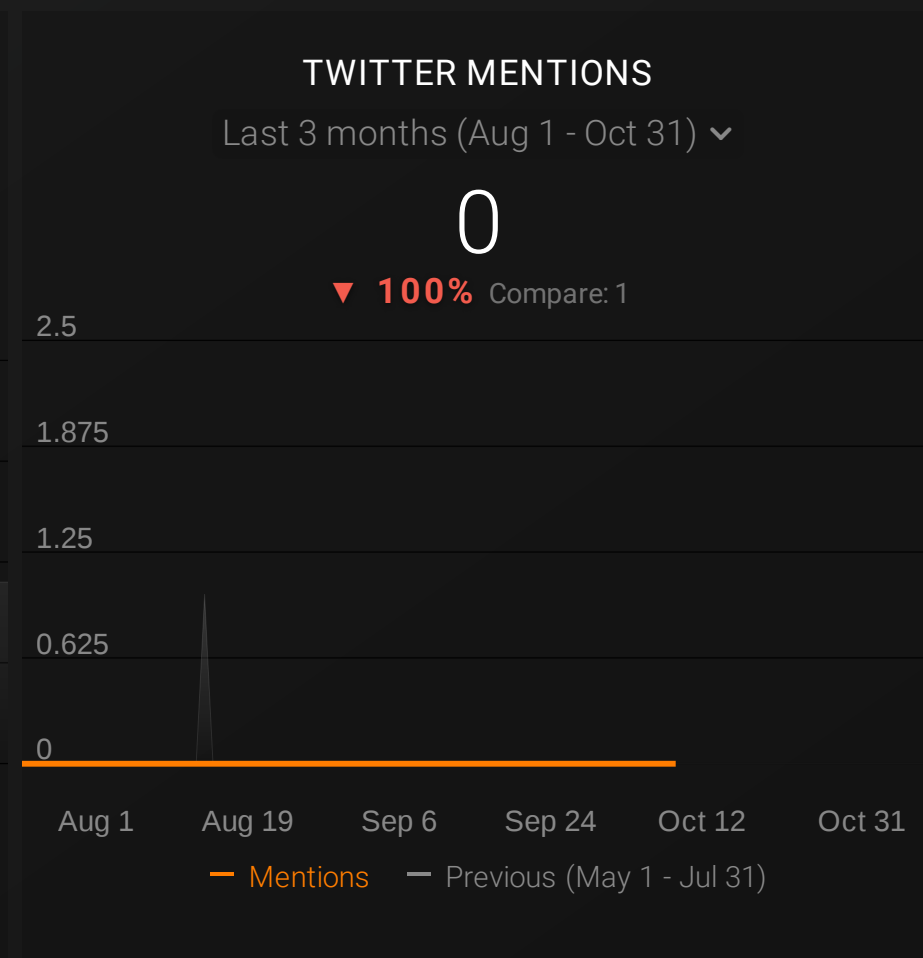 TWITTER MENTIONS
Last 3 months (Aug 1 - Oct 31)
0
▼ 100% Compare: 1
2.5
1.875
1.25
0.625
0
Aug 1 Aug 19 Sep 6 Sep 24 Oct 12 Oct 31
Mentions Previous (May 1 - Jul 31)